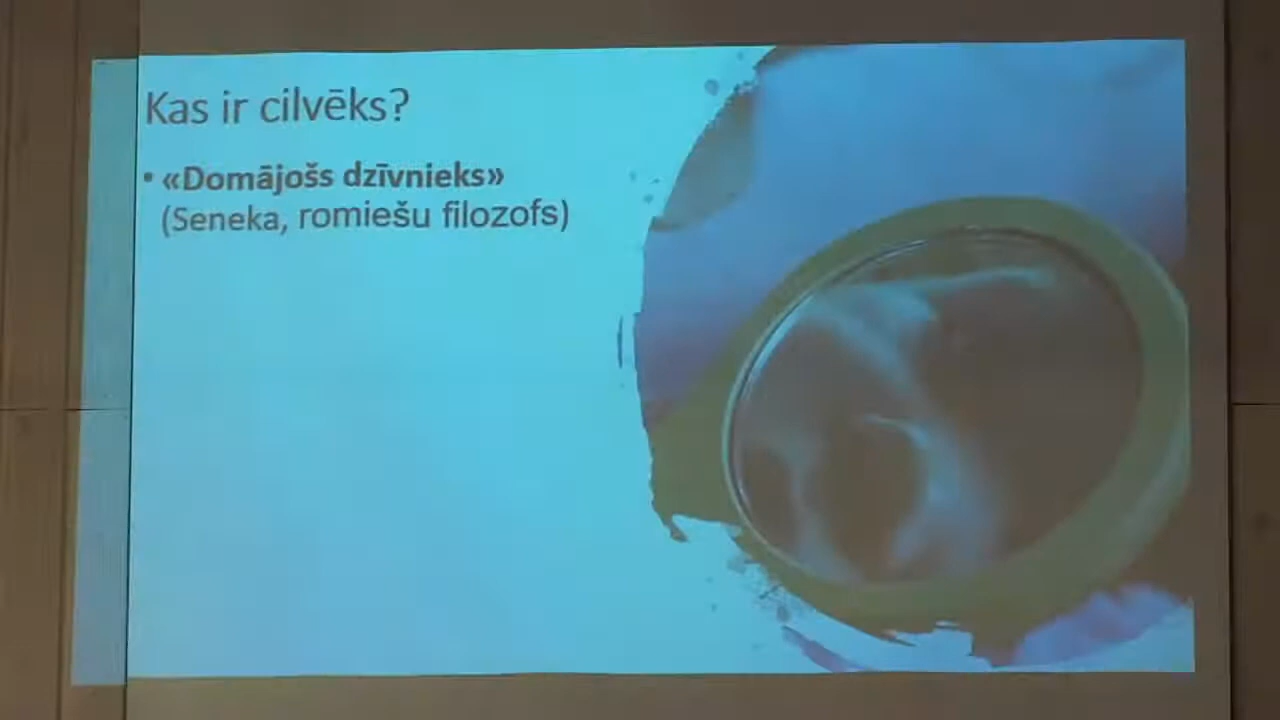 Kas ir cilvēks?
• «Domājošs dzīvnieks»
(Seneka, romiešu filozofs)